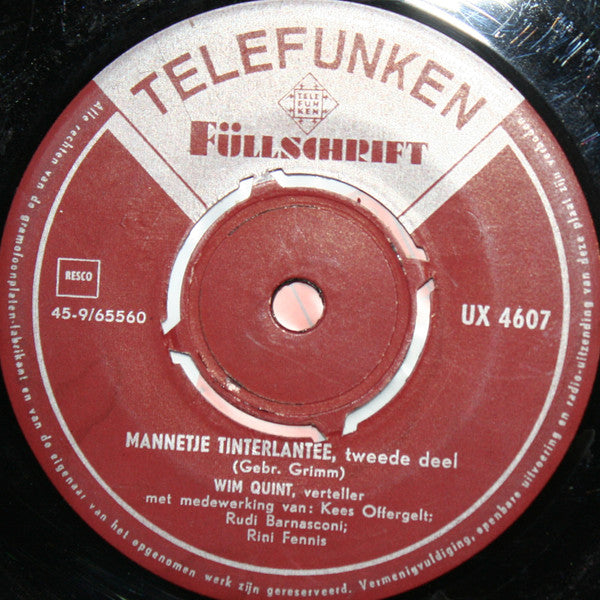 TELEFUNKEN
TELE
FUN
KEN
FÜLLSCHRIFT
RESCO
45-9/65560
UX 4607
MANNETJE TINTERLANTEE, tweede deel
(Gebr. Grimm)
WIM QUINT, verteller
met medewerking van: Kees Offergelt;
Rudi Barnasconi;
Rini Fennis
Alle rechten van de gramofoonplaten-fabrikant en van de eigenaar van het opgenomen werk zijn voorbehouden. Vermenigvuldiging, openbare uitvoering en radio-uitzending van deze plaat zijn verboden.